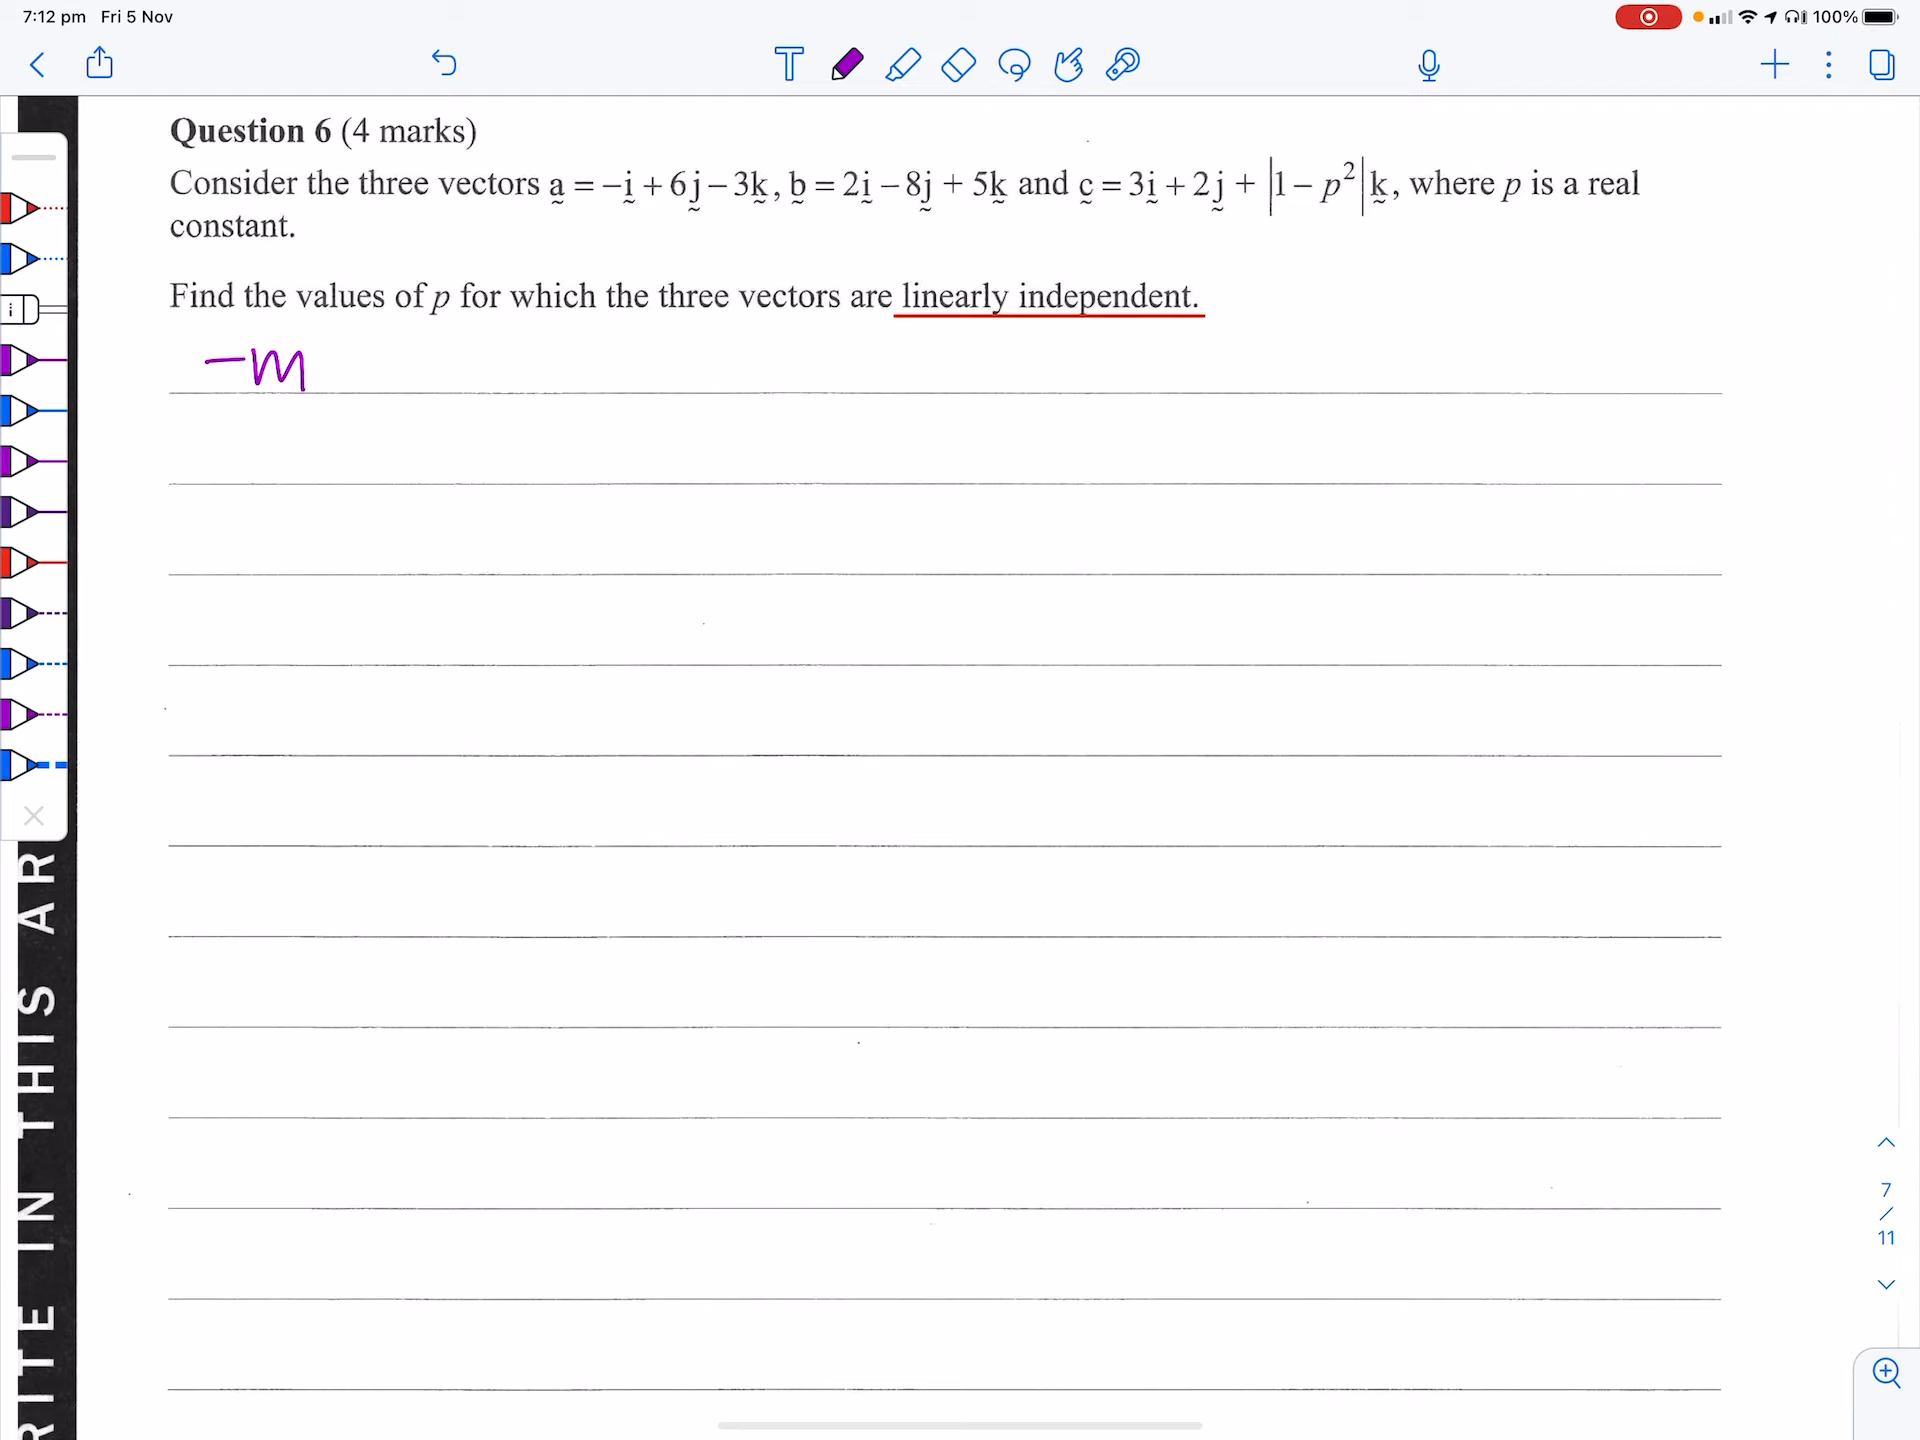 7:12 pm Fri 5 Nov
100%
Question 6 (4 marks)
Consider the three vectors a̰ = −ḭ + 6j̰ − 3k̰, b̰ = 2ḭ − 8j̰ + 5k̰ and c̰ = 3ḭ + 2j̰ + |1 − p²|k̰, where p is a real
constant.
Find the values of p for which the three vectors are linearly independent.
−m
RITE IN THIS AR
7
/
11